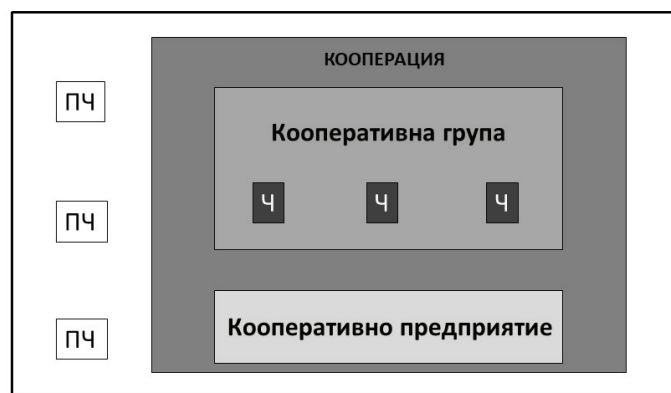 КООПЕРАЦИЯ
ПЧ
Кооперативна група
Ч Ч Ч
ПЧ
Кооперативно предприятие
ПЧ